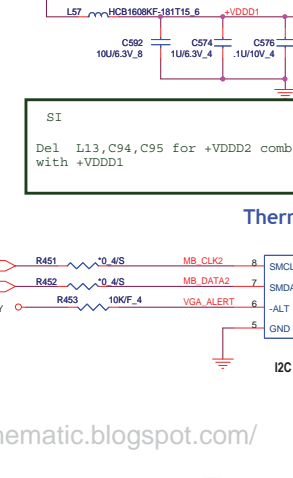 L57 HCB1608KF-181T15_6 +VDDD1
C592 C574 C576
10U/6.3V_8 1U/6.3V_4 .1U/10V_4
SI
Del L13,C94,C95 for +VDDD2 comb
with +VDDD1
Therm
R451 *0_4/S MB_CLK2 8 SMCL
R452 *0_4/S MB_DATA2 7 SMDA
Y R453 10K/F_4 VGA_ALERT 6 -ALT
5 GND
I2C
hematic.blogspot.com/